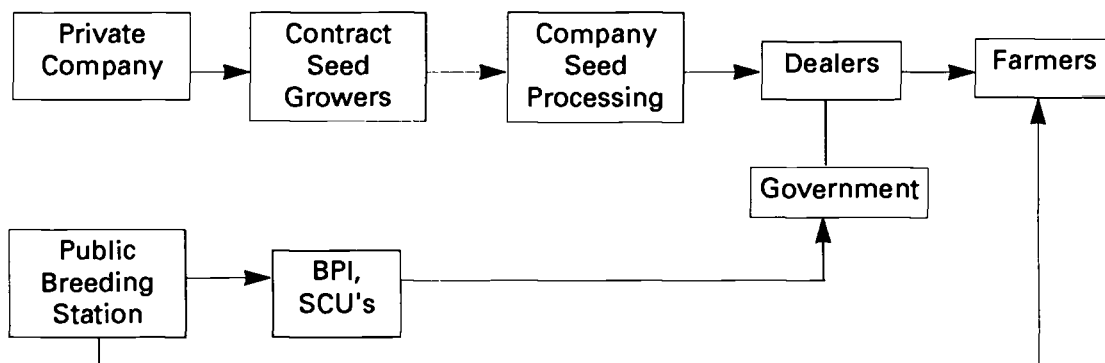 Private
Company
Contract
Seed
Growers
Company
Seed
Processing
Dealers
Farmers
Government
Public
Breeding
Station
BPI,
SCU's